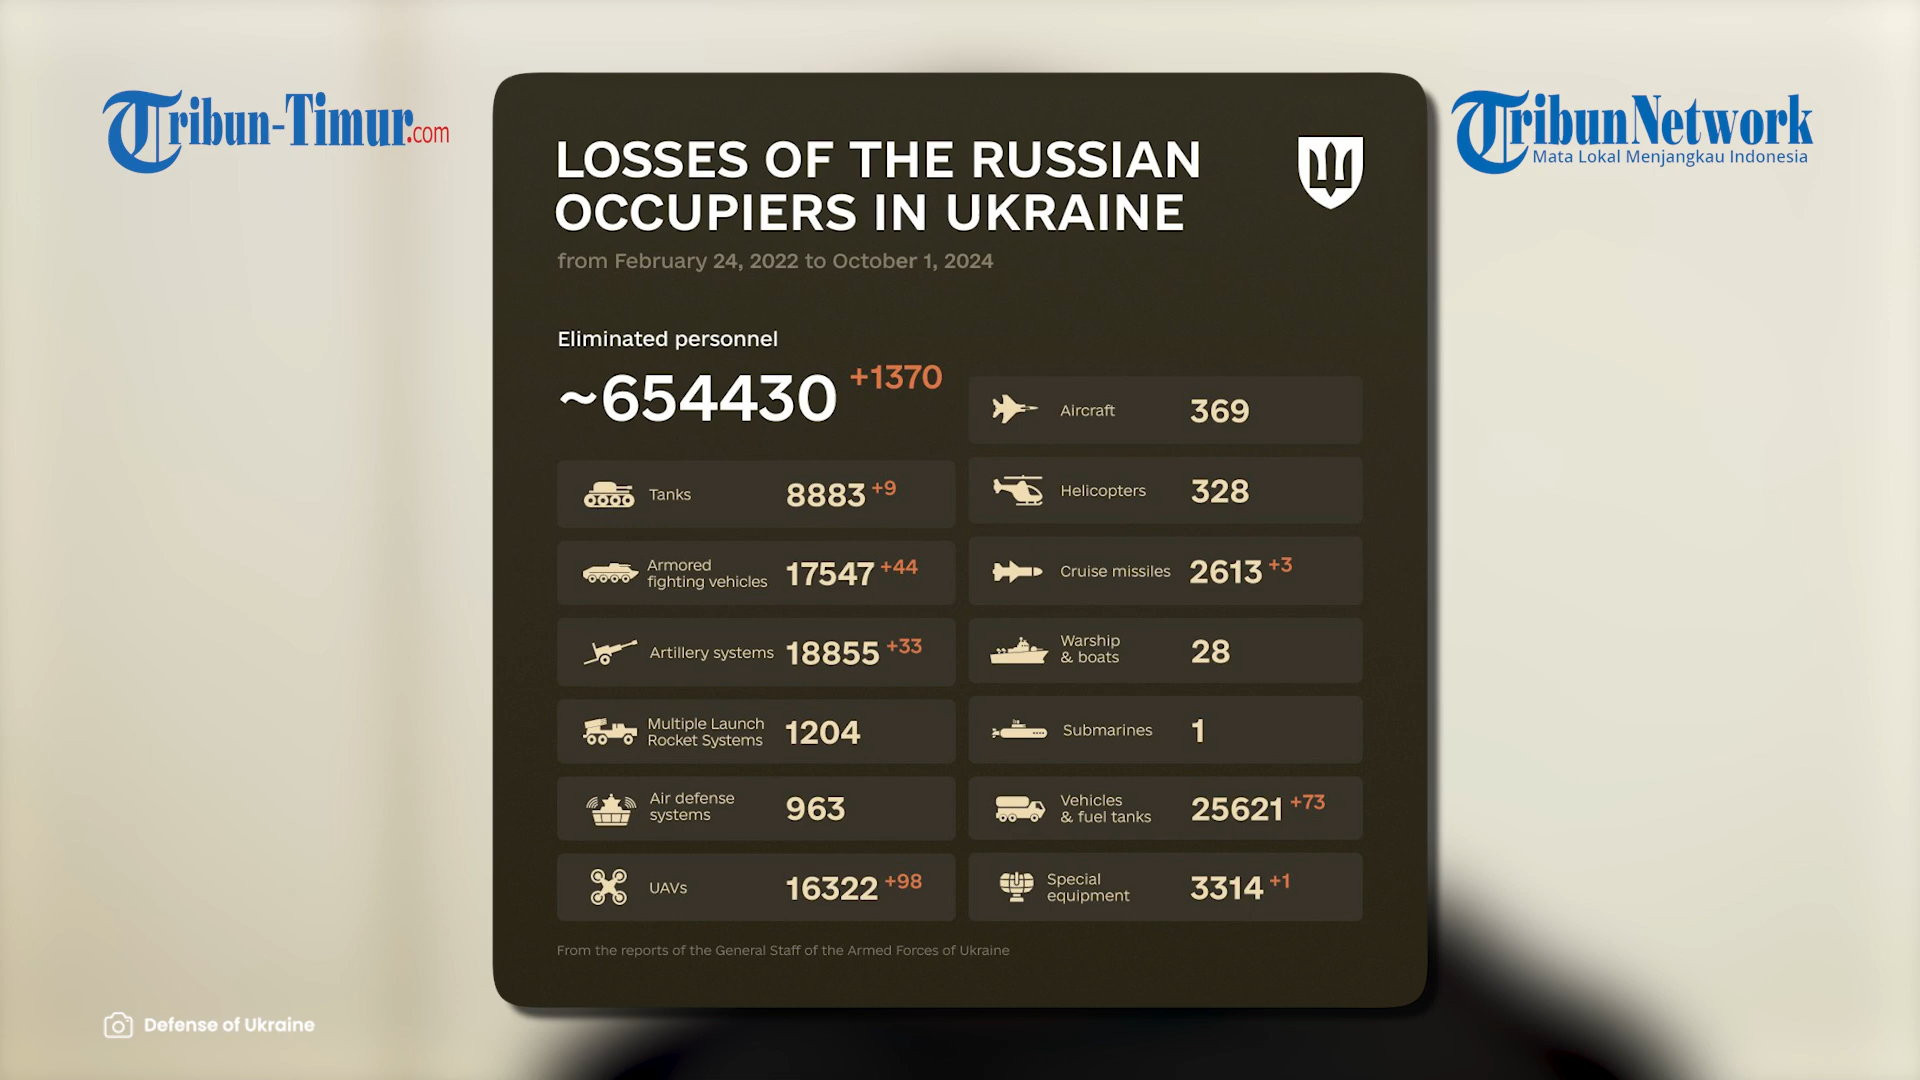 Tribun-Timur.com
TribunNetwork
Mata Lokal Menjangkau Indonesia
LOSSES OF THE RUSSIAN
OCCUPIERS IN UKRAINE
from February 24, 2022 to October 1, 2024
Eliminated personnel
~654430 +1370
Tanks 8883 +9
Armored
fighting vehicles 17547 +44
Artillery systems 18855 +33
Multiple Launch
Rocket Systems 1204
Air defense
systems 963
UAVs 16322 +98
Aircraft 369
Helicopters 328
Cruise missiles 2613 +3
Warship
& boats 28
Submarines 1
Vehicles
& fuel tanks 25621 +73
Special
equipment 3314 +1
From the reports of the General Staff of the Armed Forces of Ukraine
Defense of Ukraine